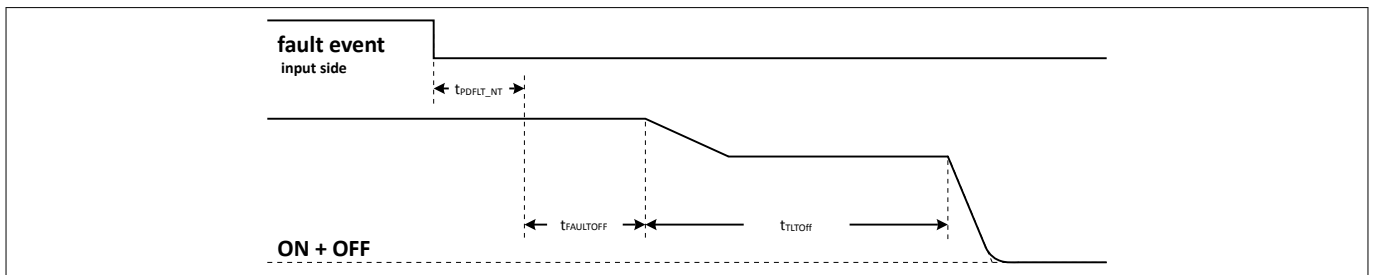 fault event
input side
tPDFLT_NT
tFAULTOFF
tTLTOff
ON + OFF